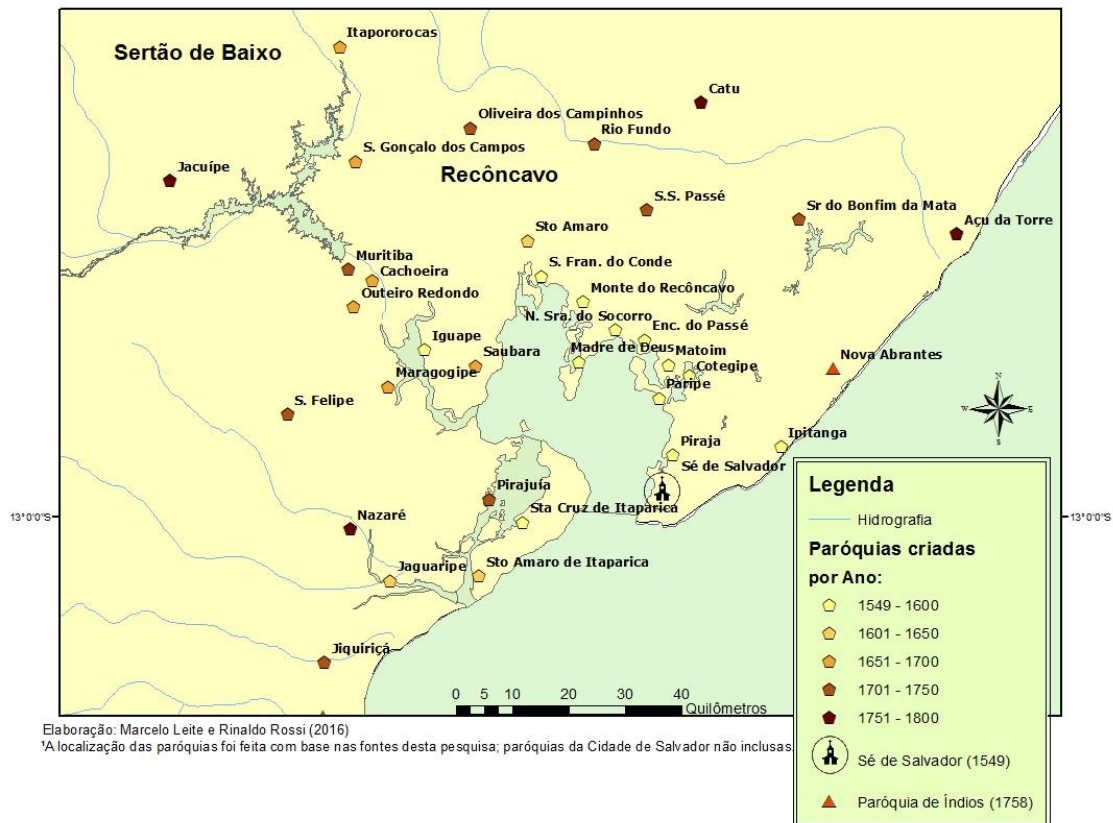 Itapororocas
Sertão de Baixo
Catu
Oliveira dos Campinhos
Rio Fundo
S. Gonçalo dos Campos
Jacuípe
Recôncavo
S.S. Passé
Sr do Bonfim da Mata
Açu da Torre
Sto Amaro
Muritiba
S. Fran. do Conde
Cachoeira
Monte do Recôncavo
Outeiro Redondo
N. Sra. do Socorro
Enc. do Passé
Iguape
Madre de Deus
Matoim
Nova Abrantes
Saubara
Cotegipe
Maragogipe
Paripe
S. Felipe
N
W
E
S
Piraja
Ipitanga
Sé de Salvador
Pirajuía
Sta Cruz de Itaparica
13°0'0"S
13°0'0"S
Nazaré
Jaguaripe
Sto Amaro de Itaparica
Jiquiriçá
0 5 10 20 30 40
Quilômetros
Legenda
Hidrografia
Paróquias criadas
por Ano:
1549 - 1600
1601 - 1650
1651 - 1700
1701 - 1750
1751 - 1800
Sé de Salvador (1549)
Paróquia de Índios (1758)
Elaboração: Marcelo Leite e Rinaldo Rossi (2016)
¹A localização das paróquias foi feita com base nas fontes desta pesquisa; paróquias da Cidade de Salvador não inclusas.